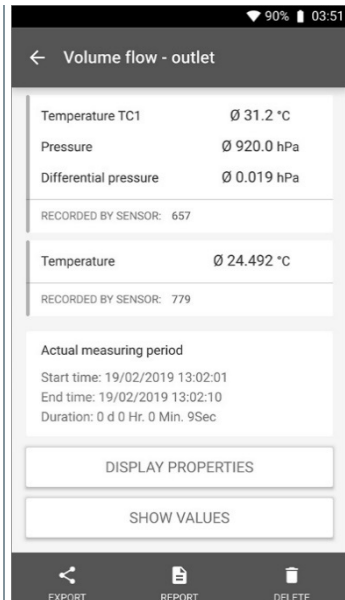 90% 03:51
← Volume flow - outlet
Temperature TC1 Ø 31.2 °C
Pressure Ø 920.0 hPa
Differential pressure Ø 0.019 hPa
RECORDED BY SENSOR: 657
Temperature Ø 24.492 °C
RECORDED BY SENSOR: 779
Actual measuring period
Start time: 19/02/2019 13:02:01
End time: 19/02/2019 13:02:10
Duration: 0 d 0 Hr. 0 Min. 9Sec
DISPLAY PROPERTIES
SHOW VALUES
EXPORT REPORT DELETE